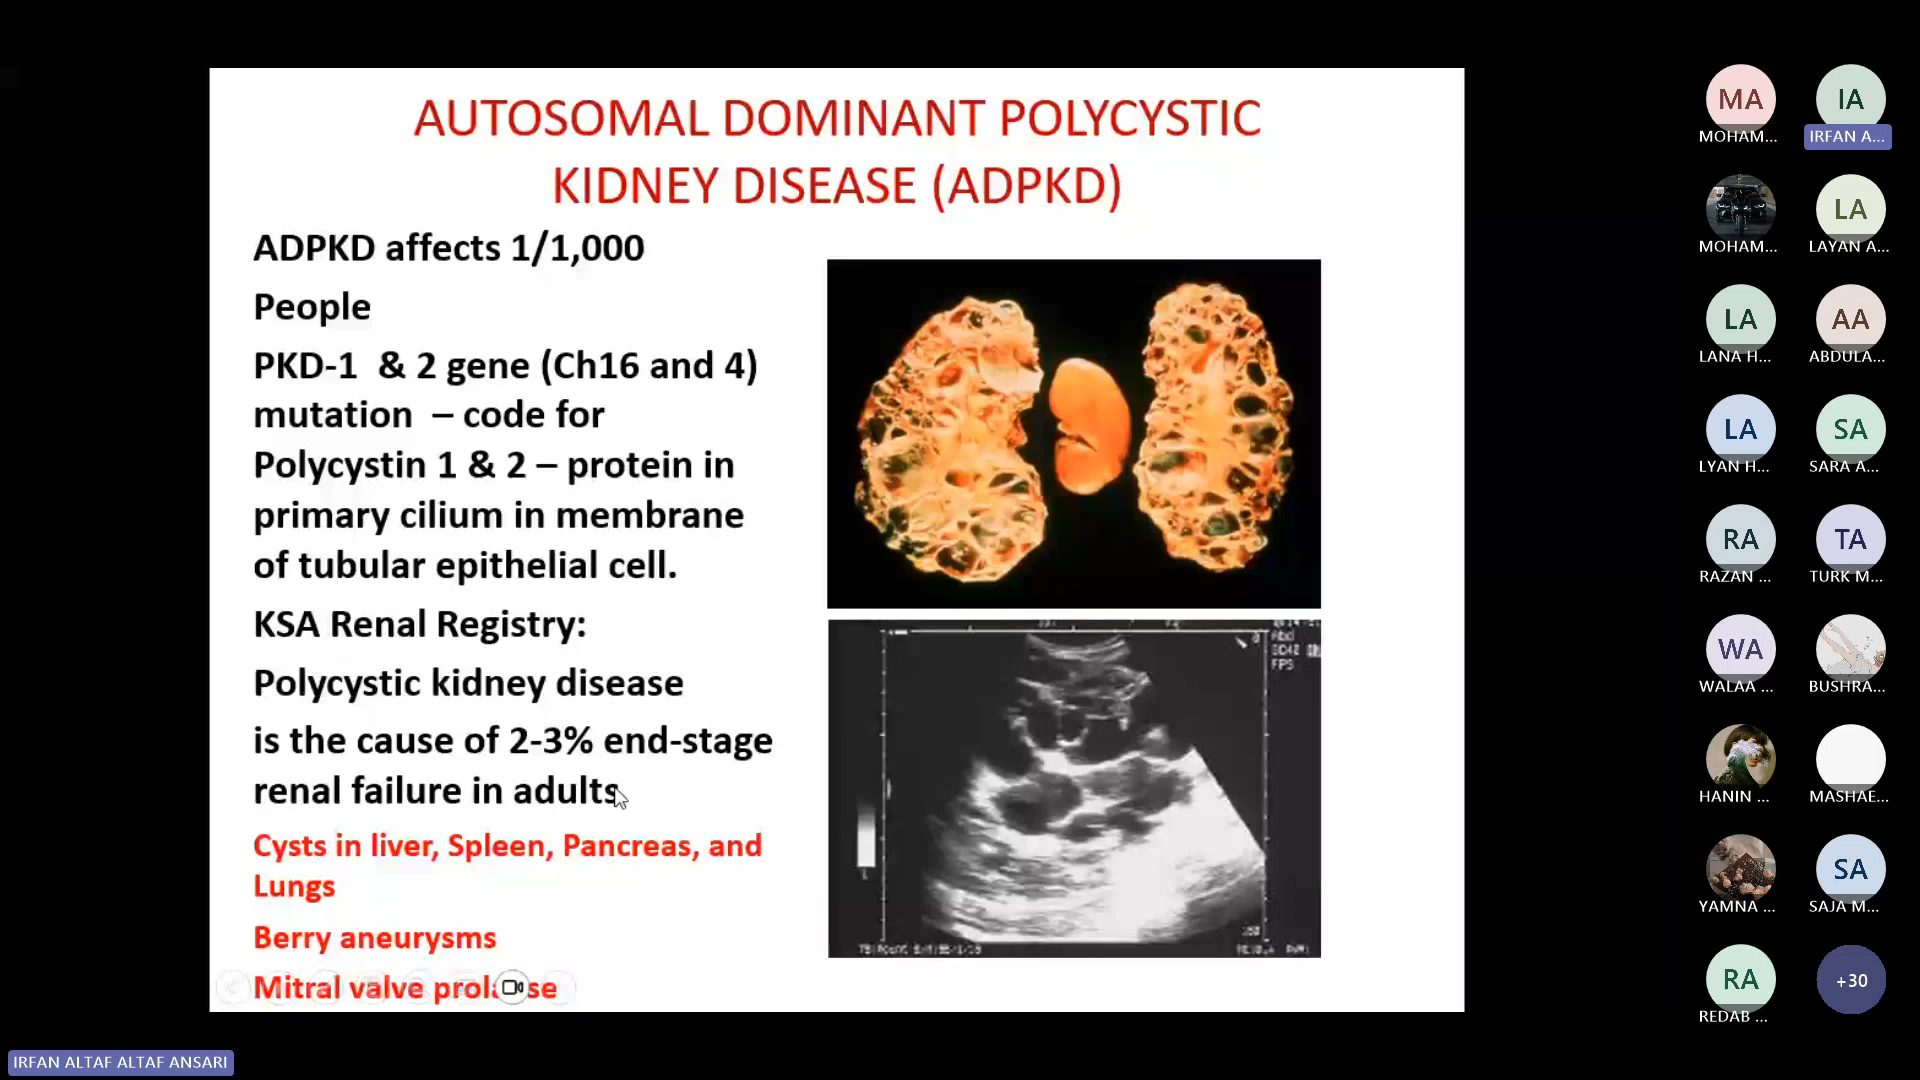 AUTOSOMAL DOMINANT POLYCYSTIC
KIDNEY DISEASE (ADPKD)
ADPKD affects 1/1,000
People
PKD-1 & 2 gene (Ch16 and 4)
mutation – code for
Polycystin 1 & 2 – protein in
primary cilium in membrane
of tubular epithelial cell.
KSA Renal Registry:
Polycystic kidney disease
is the cause of 2-3% end-stage
renal failure in adults
Cysts in liver, Spleen, Pancreas, and
Lungs
Berry aneurysms
Mitral valve prolapse
Abd
FPS
MA
MOHAM...
IA
IRFAN A...
MOHAM...
LA
LAYAN A...
LA
LANA H...
AA
ABDULA...
LA
LYAN H...
SA
SARA A...
RA
RAZAN ...
TA
TURK M...
WA
WALAA ...
BUSHRA...
HANIN ...
MASHAE...
YAMNA ...
SA
SAJA M...
RA
REDAB ...
+30
IRFAN ALTAF ALTAF ANSARI